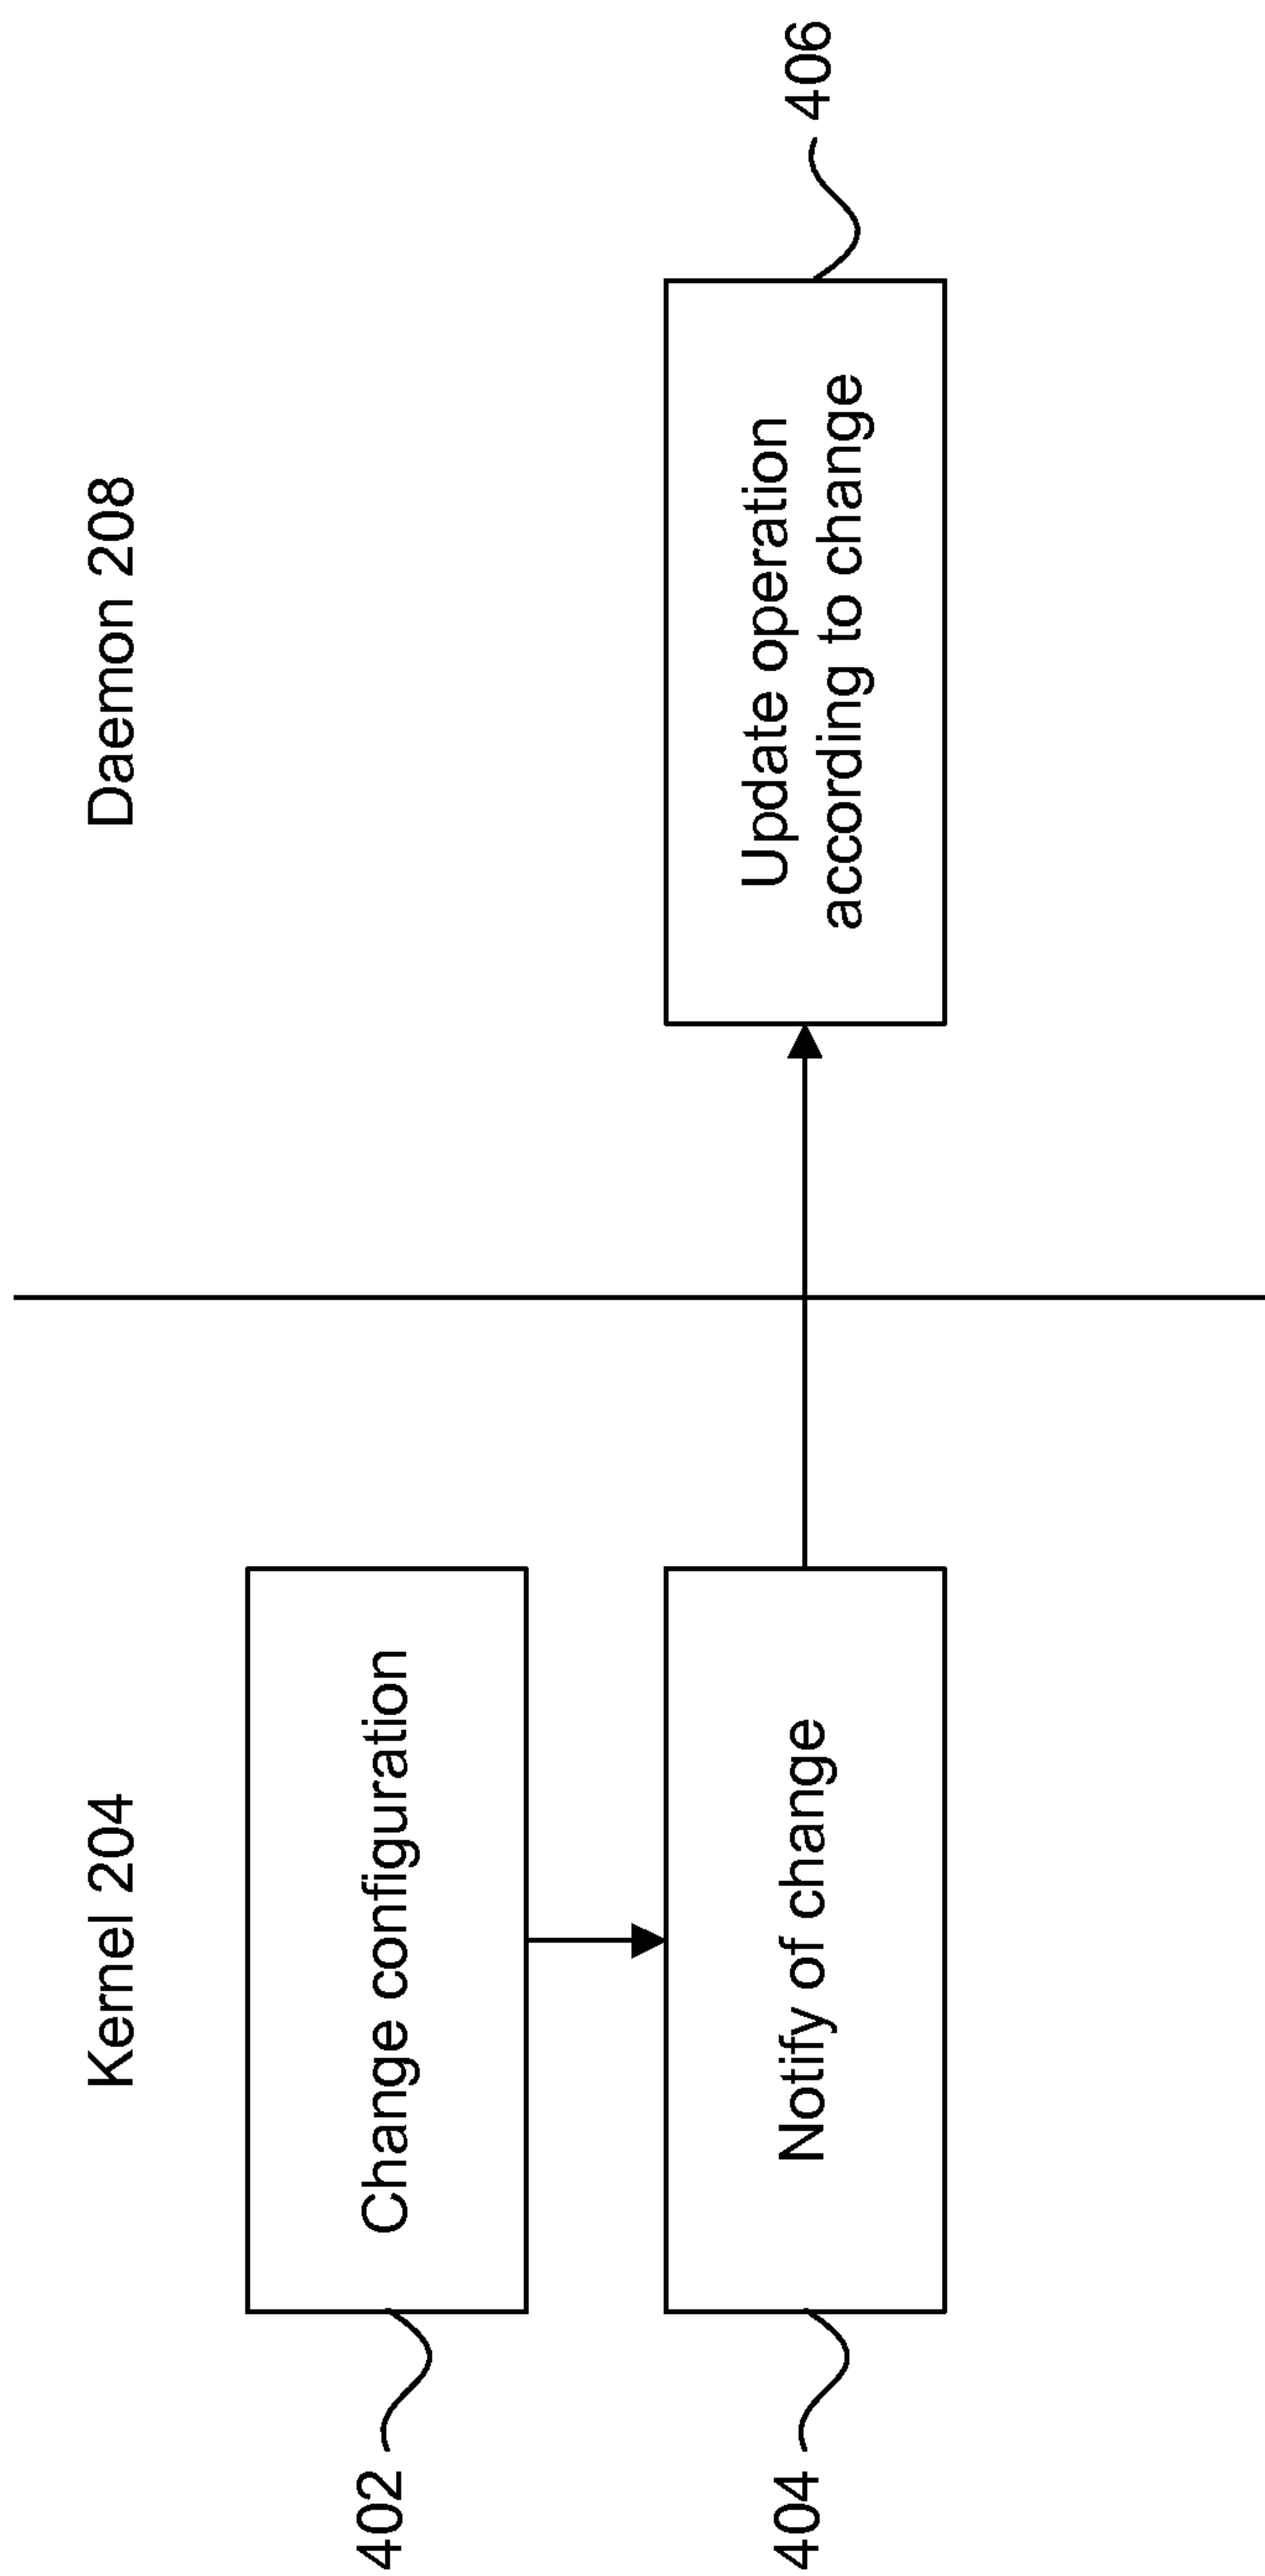 Kernel 204
Daemon 208
402
Change configuration
404
Notify of change
Update operation
according to change
406